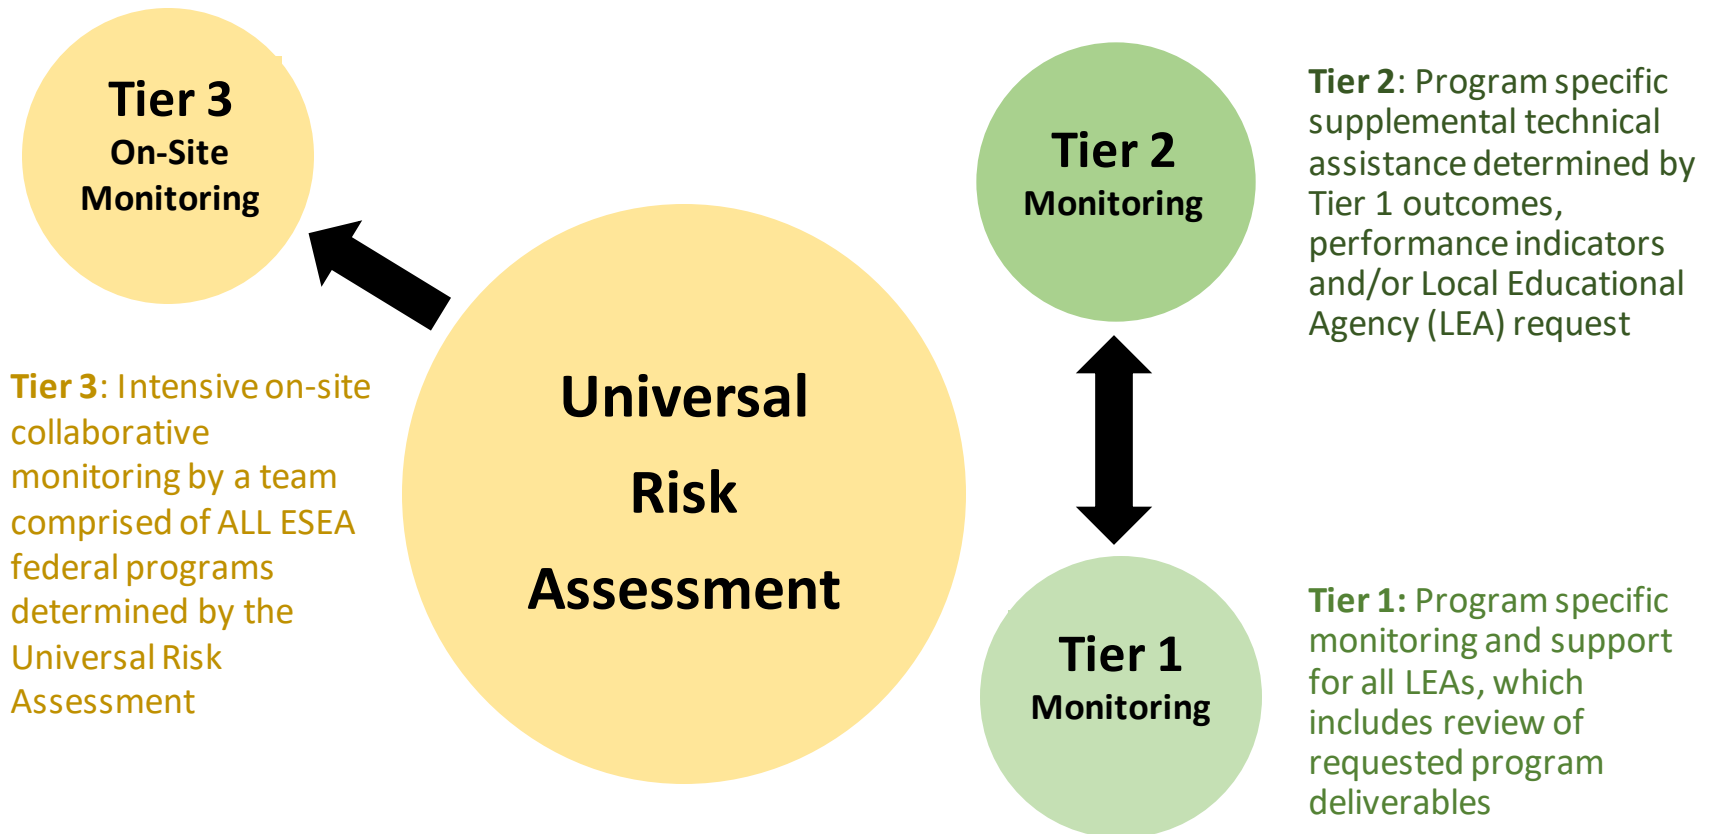 Tier 3
On-Site
Monitoring
Tier 3: Intensive on-site
collaborative
monitoring by a team
comprised of ALL ESEA
federal programs
determined by the
Universal Risk
Assessment
Universal
Risk
Assessment
Tier 2
Monitoring
Tier 2: Program specific
supplemental technical
assistance determined by
Tier 1 outcomes,
performance indicators
and/or Local Educational
Agency (LEA) request
Tier 1
Monitoring
Tier 1: Program specific
monitoring and support
for all LEAs, which
includes review of
requested program
deliverables